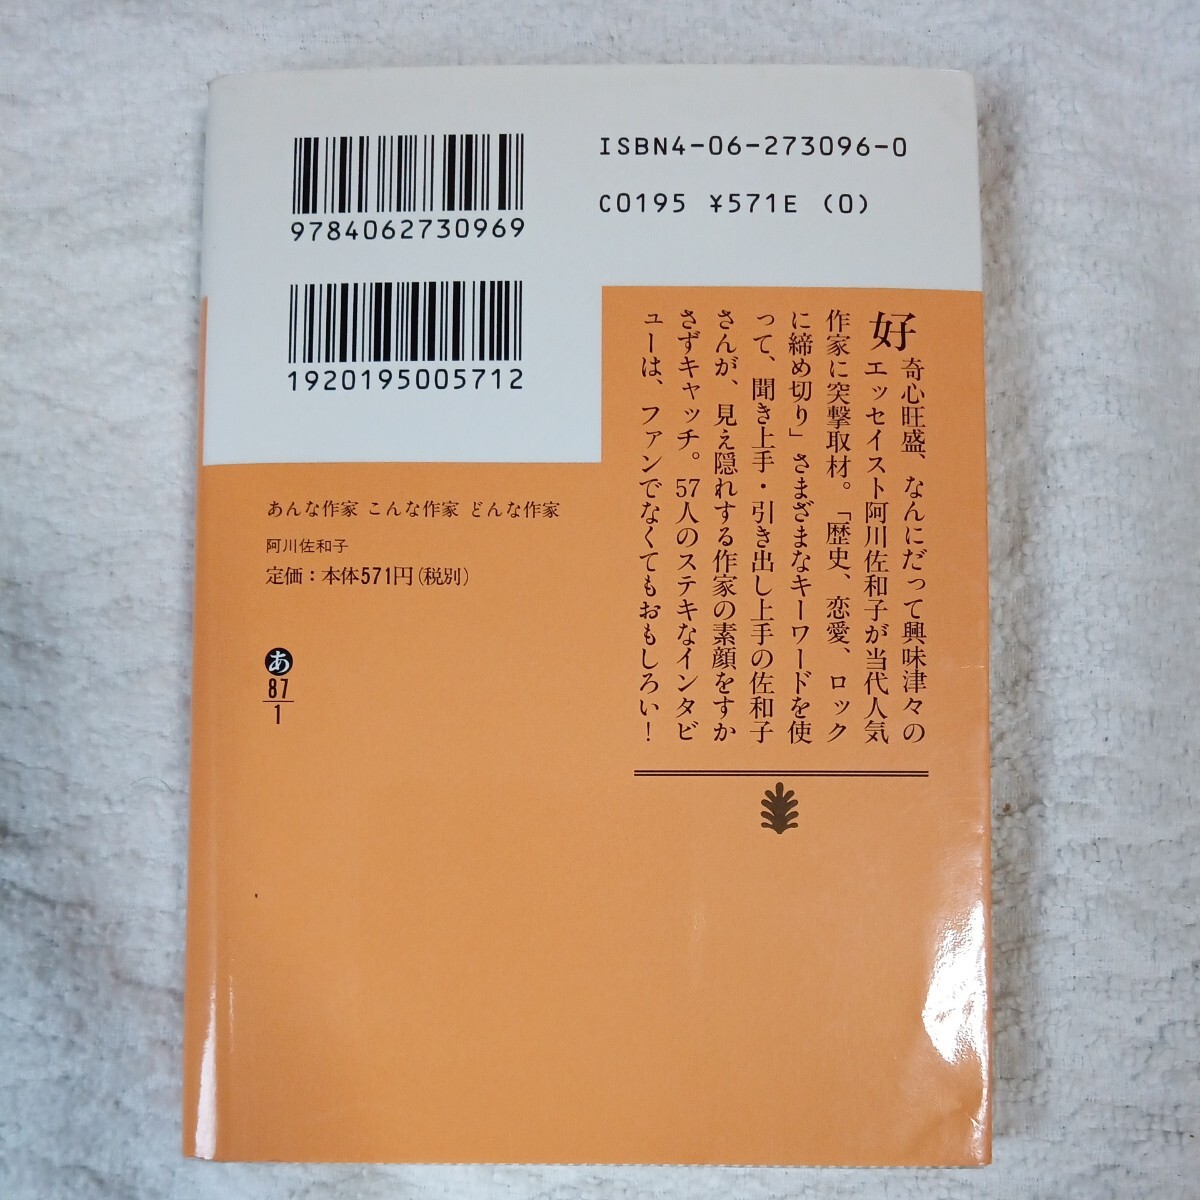 ISBN4-06-273096-0
C0195 ¥571E (0)
9784062730969
1920195005712
好奇心旺盛、なんにだって興味津々の
エッセイスト阿川佐和子が当代人気
作家に突撃取材。「歴史、恋愛、ロック
に締め切り」さまざまなキーワードを使
って、聞き上手・引き出し上手の佐和子
さんが、見え隠れする作家の素顔をすか
さずキャッチ。57人のステキなインタビ
ューは、ファンでなくてもおもしろい！
あんな作家 こんな作家 どんな作家
阿川佐和子
定価：本体571円（税別）
あ
87
1